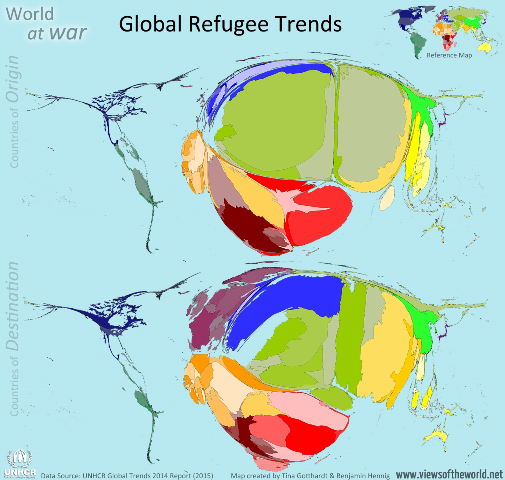 World
at war
Global Refugee Trends
Reference Map
Countries of Origin
Countries of Destination
UNHCR
Data Source: UNHCR Global Trends 2014 Report (2015)
Map created by Tina Gotthardt & Benjamin Hennig
www.viewsoftheworld.net